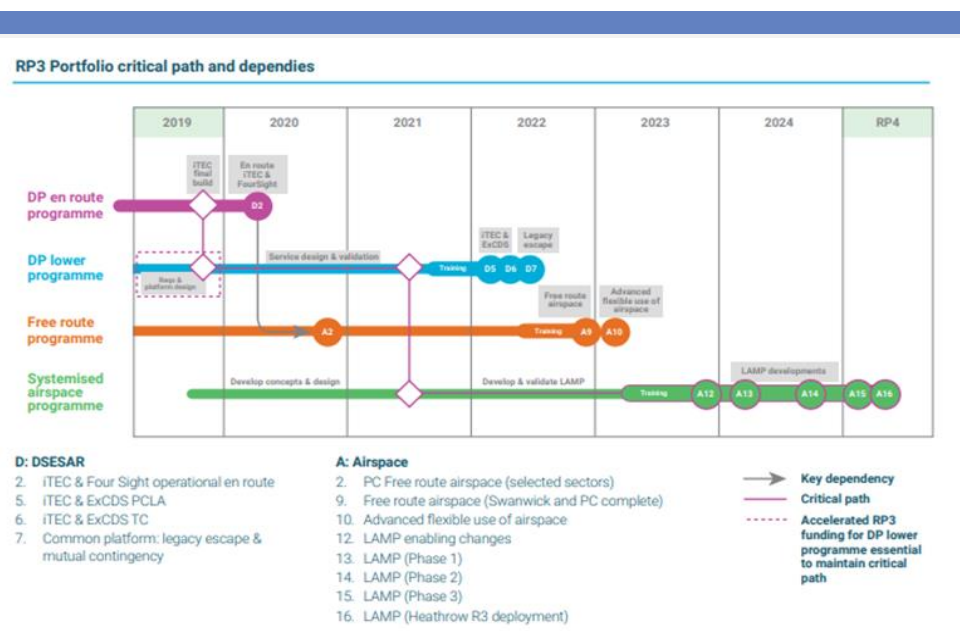 RP3 Portfolio critical path and dependies
2019 2020 2021 2022 2023 2024 RP4
iTEC
final
build
En route
iTEC &
FourSight
DP en route
programme
D2
DP lower
programme
Reqs &
platform design
Service design & validation
Training
iTEC &
ExCDS
Legacy
escape
D5 D6 D7
Free route
programme
A2
Training
Free route
airspace
Advanced
flexible use of
airspace
A9 A10
Systemised
airspace
programme
Develop concepts & design
Develop & validate LAMP
Training
LAMP developments
A12 A13 A14 A15 A16
D: DSESAR
2. iTEC & Four Sight operational en route
5. iTEC & ExCDS PCLA
6. iTEC & ExCDS TC
7. Common platform: legacy escape &
mutual contingency
A: Airspace
2. PC Free route airspace (selected sectors)
9. Free route airspace (Swanwick and PC complete)
10. Advanced flexible use of airspace
12. LAMP enabling changes
13. LAMP (Phase 1)
14. LAMP (Phase 2)
15. LAMP (Phase 3)
16. LAMP (Heathrow R3 deployment)
Key dependency
Critical path
Accelerated RP3
funding for DP lower
programme essential
to maintain critical
path